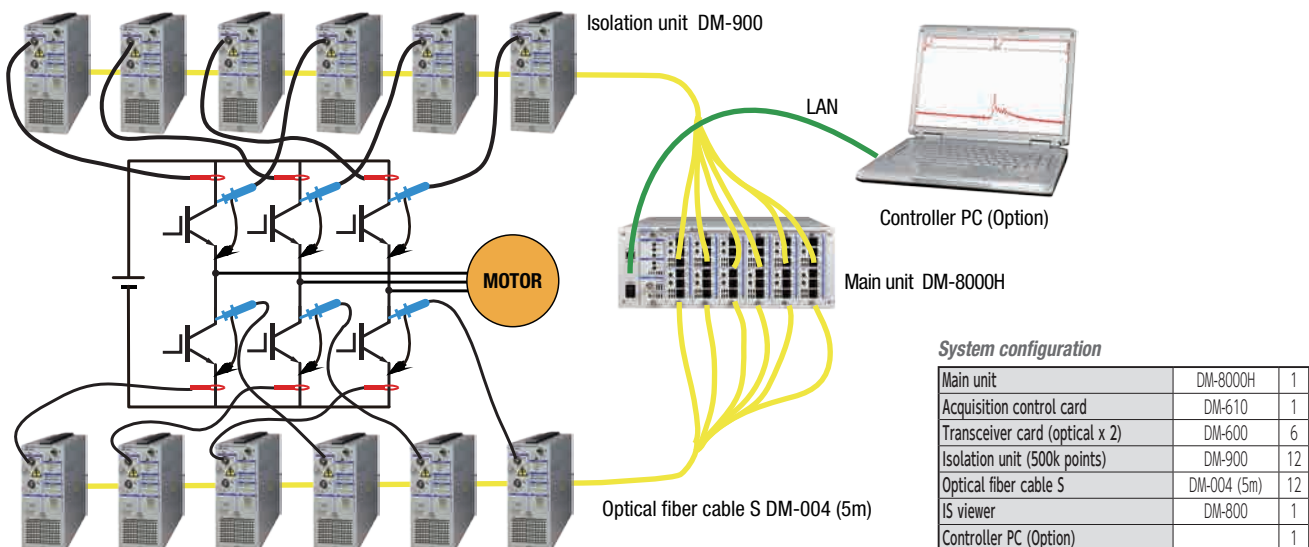 Isolation unit DM-900
LAN
Controller PC (Option)
MOTOR
Main unit DM-8000H
Optical fiber cable S DM-004 (5m)
System configuration
Main unit DM-8000H 1
Acquisition control card DM-610 1
Transceiver card (optical x 2) DM-600 6
Isolation unit (500k points) DM-900 12
Optical fiber cable S DM-004 (5m) 12
IS viewer DM-800 1
Controller PC (Option) 1